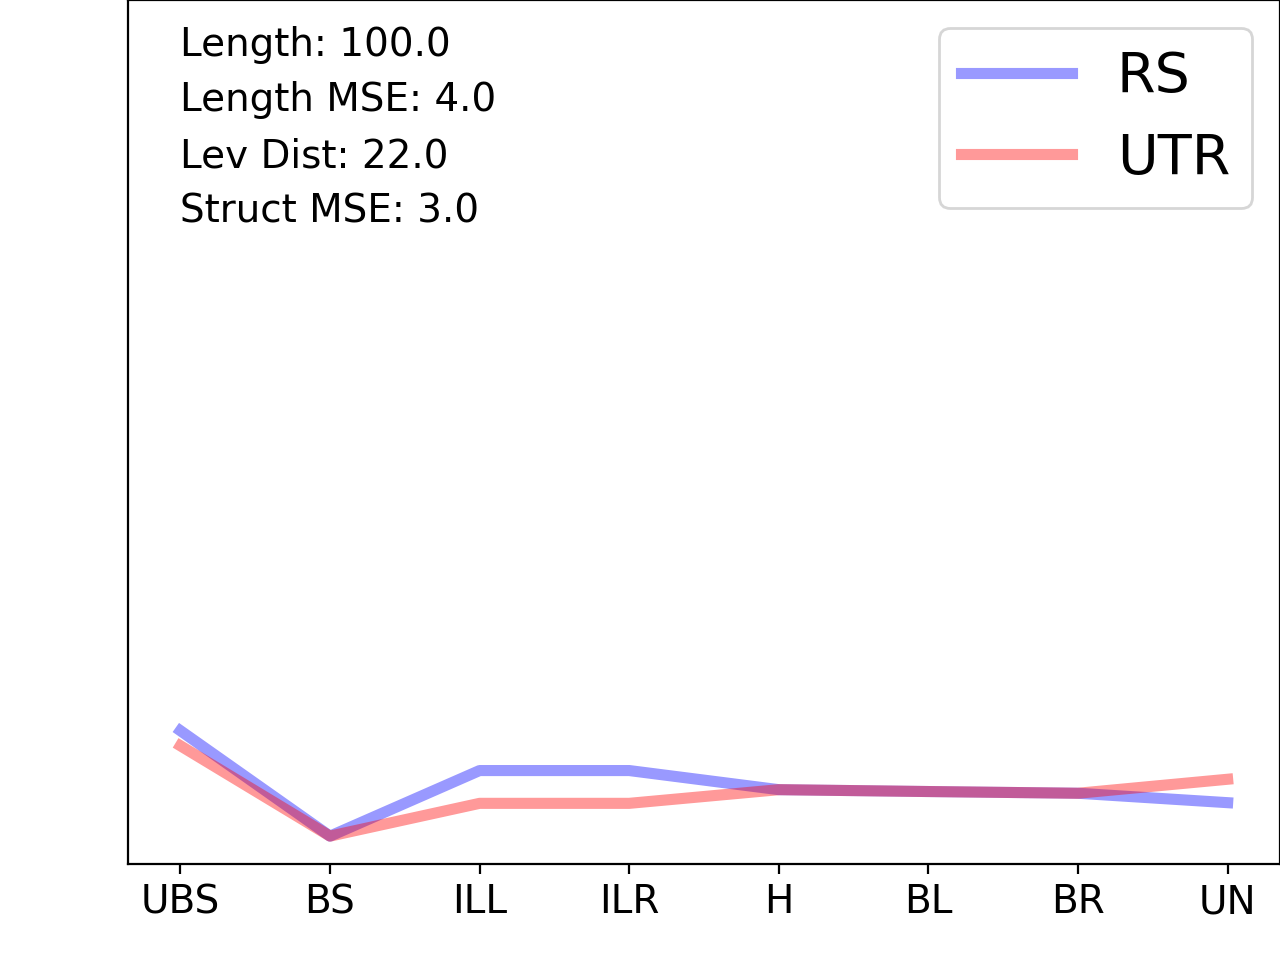 Length: 100.0
Length MSE: 4.0
Lev Dist: 22.0
Struct MSE: 3.0
RS
UTR
UBS BS ILL ILR H BL BR UN